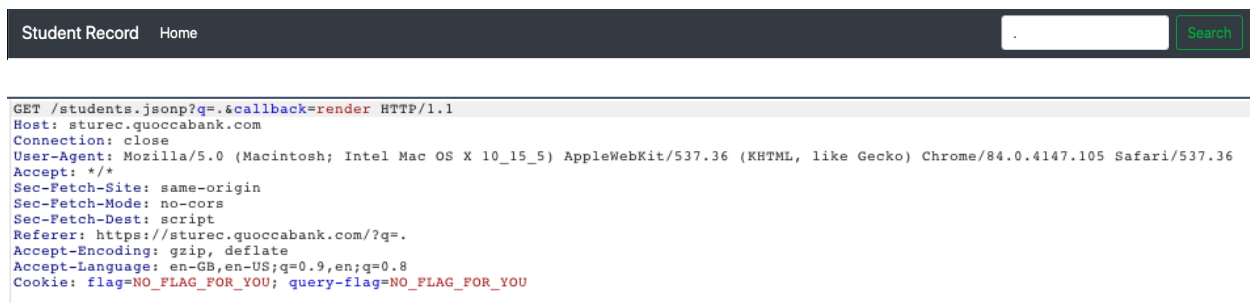 Student Record Home . Search
GET /students.jsonp?q=.&callback=render HTTP/1.1
Host: sturec.quoccabank.com
Connection: close
User-Agent: Mozilla/5.0 (Macintosh; Intel Mac OS X 10_15_5) AppleWebKit/537.36 (KHTML, like Gecko) Chrome/84.0.4147.105 Safari/537.36
Accept: */*
Sec-Fetch-Site: same-origin
Sec-Fetch-Mode: no-cors
Sec-Fetch-Dest: script
Referer: https://sturec.quoccabank.com/?q=.
Accept-Encoding: gzip, deflate
Accept-Language: en-GB,en-US;q=0.9,en;q=0.8
Cookie: flag=NO_FLAG_FOR_YOU; query-flag=NO_FLAG_FOR_YOU